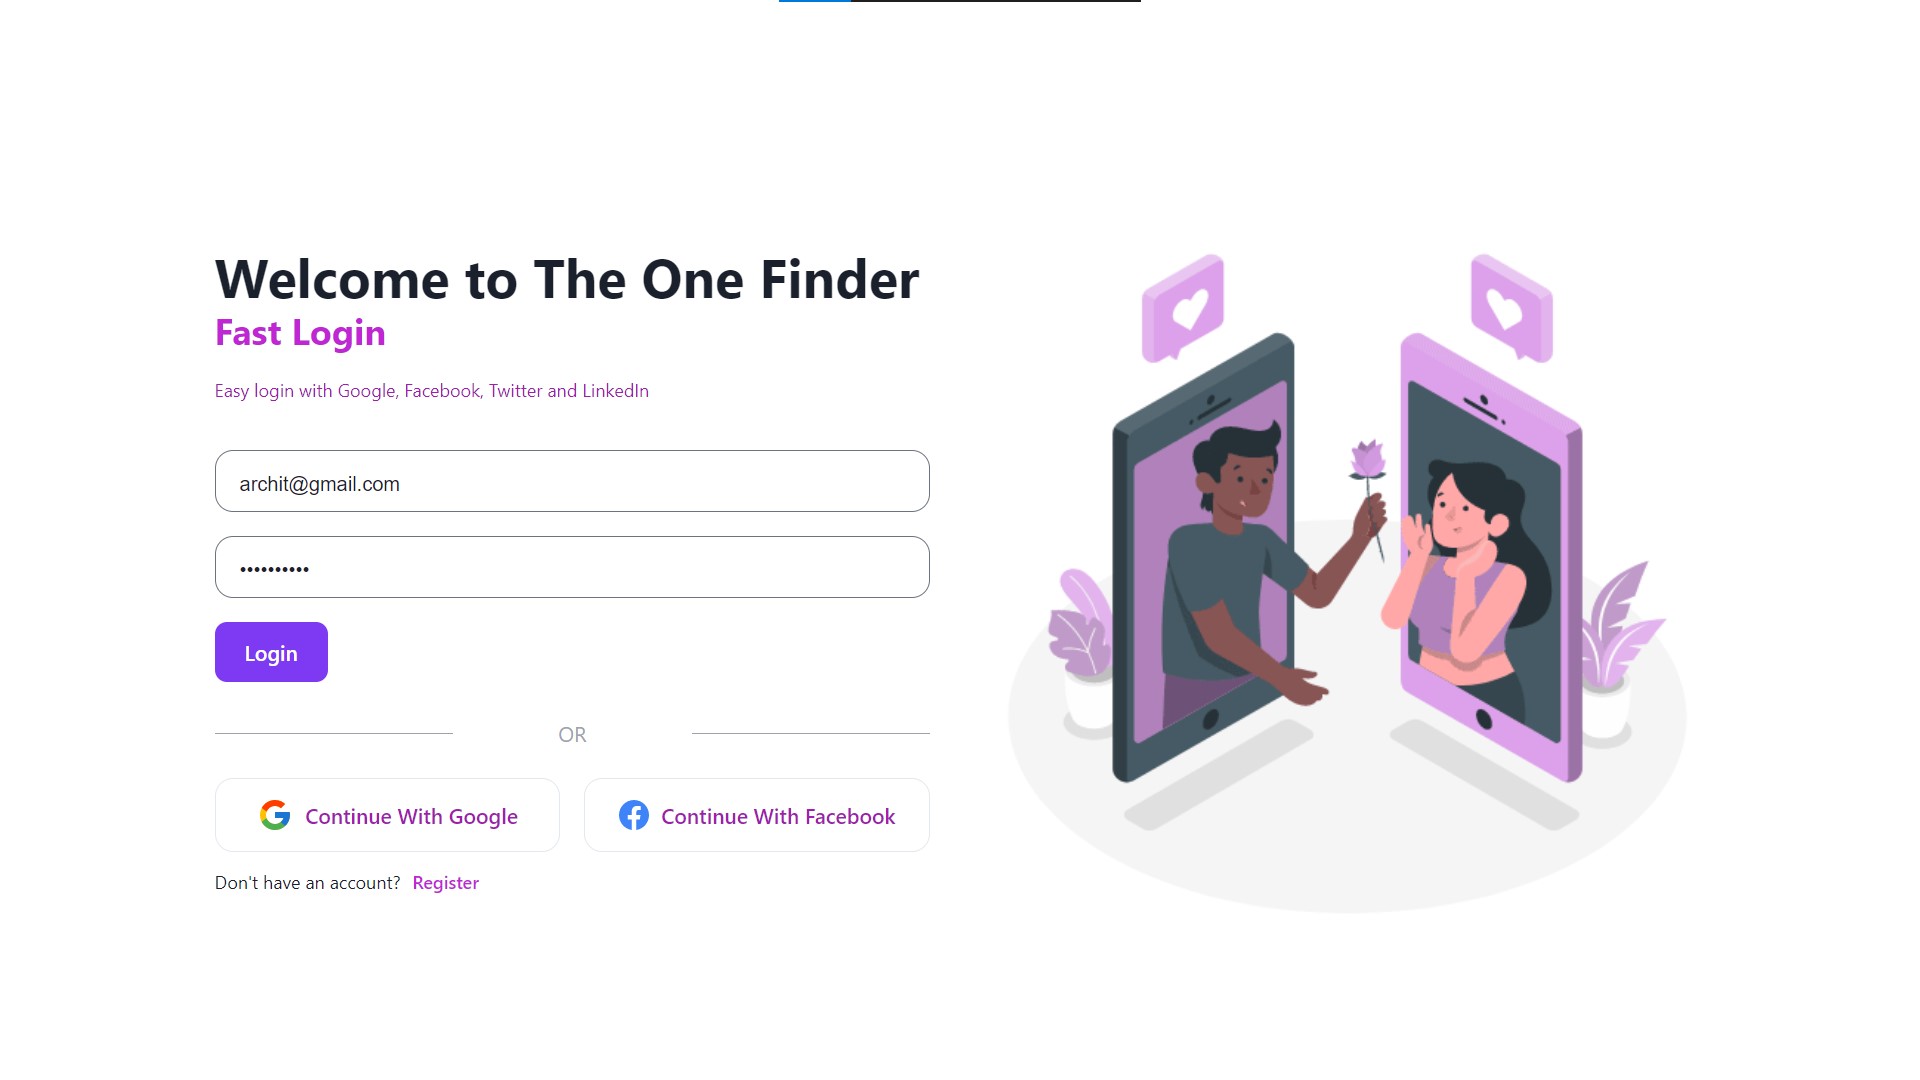 Welcome to The One Finder
Fast Login
Easy login with Google, Facebook, Twitter and LinkedIn
archit@gmail.com
••••••••••
Login
OR
Continue With Google
Continue With Facebook
Don't have an account? Register